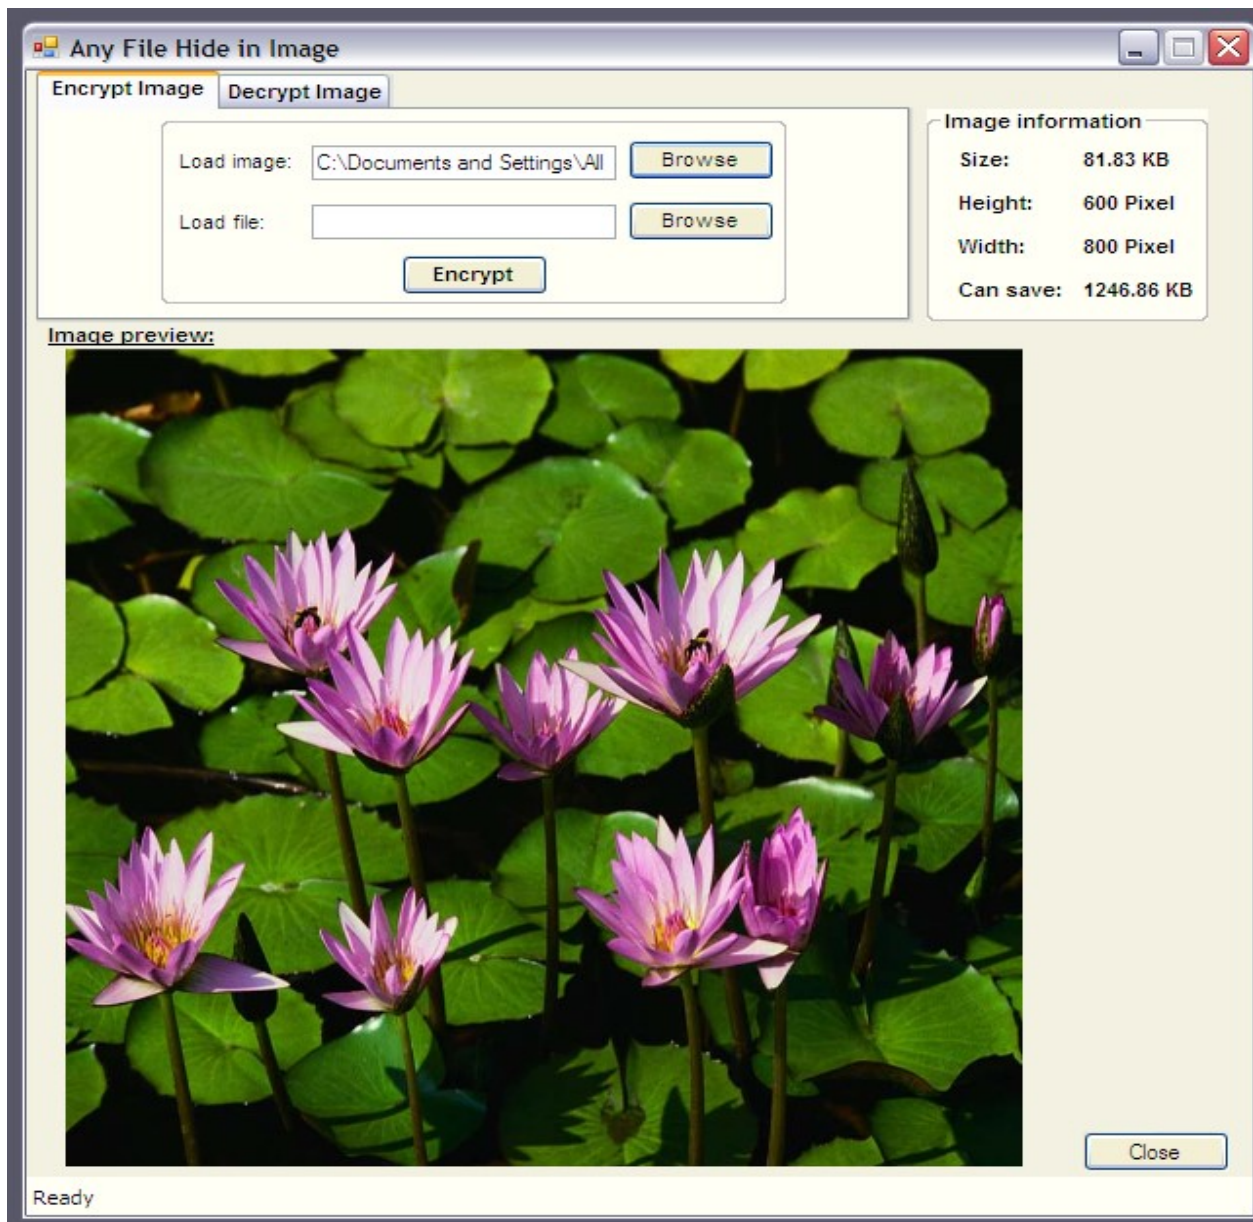 Any File Hide in Image
Encrypt Image
Decrypt Image
Load image:
C:\Documents and Settings\All
Browse
Load file:
Browse
Encrypt
Image information
Size: 81.83 KB
Height: 600 Pixel
Width: 800 Pixel
Can save: 1246.86 KB
Image preview:
Close
Ready